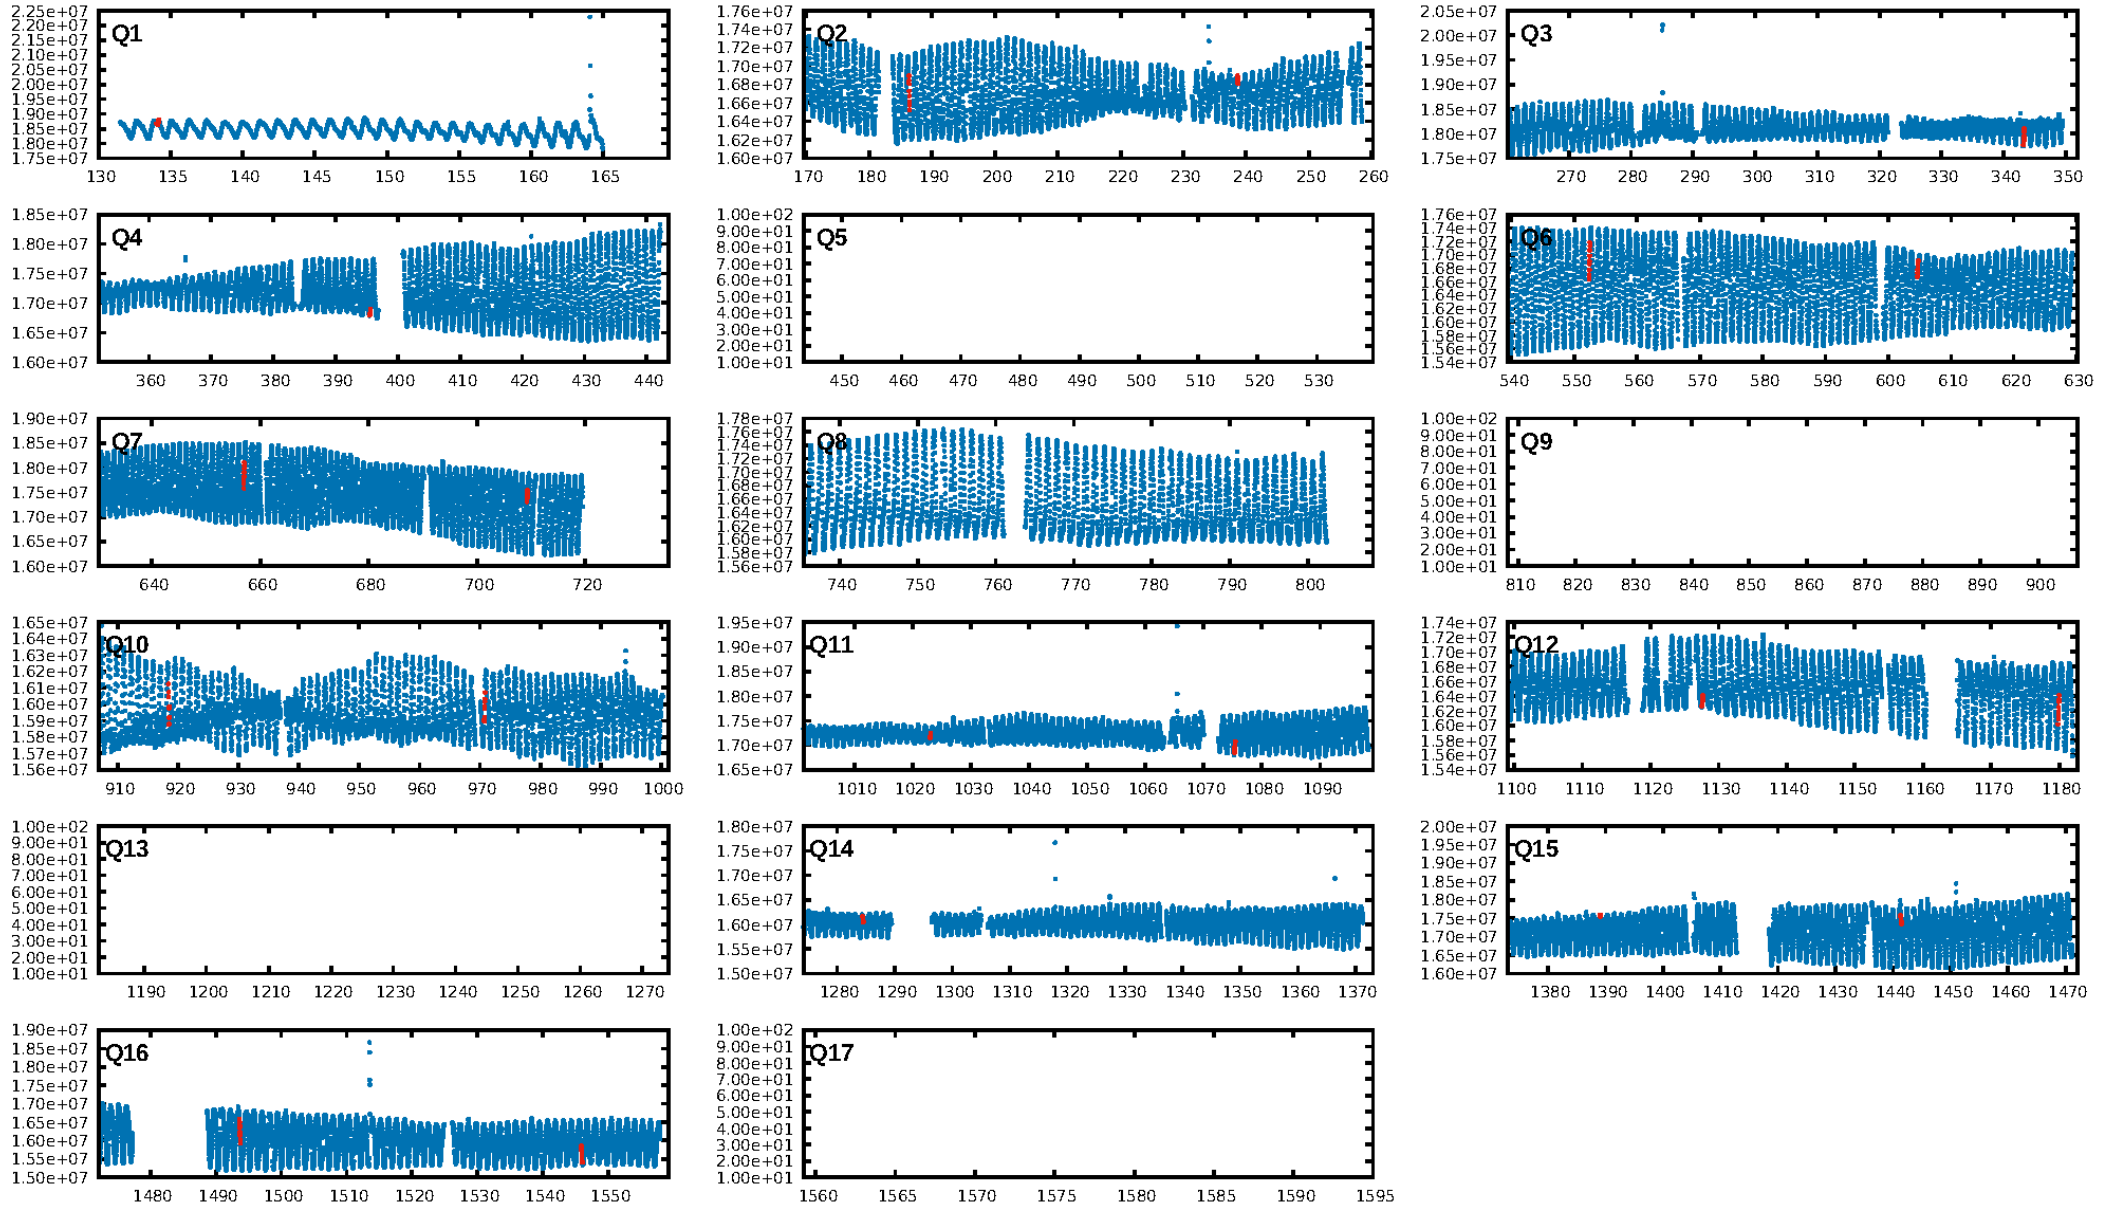 Q1
2.25e+07
2.20e+07
2.15e+07
2.10e+07
2.05e+07
2.00e+07
1.95e+07
1.90e+07
1.85e+07
1.80e+07
1.75e+07
130 135 140 145 150 155 160 165
Q2
1.76e+07
1.74e+07
1.72e+07
1.70e+07
1.68e+07
1.66e+07
1.64e+07
1.62e+07
1.60e+07
170 180 190 200 210 220 230 240 250 260
Q3
2.05e+07
2.00e+07
1.95e+07
1.90e+07
1.85e+07
1.80e+07
1.75e+07
270 280 290 300 310 320 330 340 350
Q4
1.85e+07
1.80e+07
1.75e+07
1.70e+07
1.65e+07
1.60e+07
360 370 380 390 400 410 420 430 440
Q5
1.00e+02
9.00e+01
8.00e+01
7.00e+01
6.00e+01
5.00e+01
4.00e+01
3.00e+01
2.00e+01
1.00e+01
450 460 470 480 490 500 510 520 530
Q6
1.76e+07
1.74e+07
1.72e+07
1.70e+07
1.68e+07
1.66e+07
1.64e+07
1.62e+07
1.60e+07
1.58e+07
1.56e+07
1.54e+07
540 550 560 570 580 590 600 610 620 630
Q7
1.90e+07
1.85e+07
1.80e+07
1.75e+07
1.70e+07
1.65e+07
1.60e+07
640 660 680 700 720
Q8
1.78e+07
1.76e+07
1.74e+07
1.72e+07
1.70e+07
1.68e+07
1.66e+07
1.64e+07
1.62e+07
1.60e+07
1.58e+07
1.56e+07
740 750 760 770 780 790 800
Q9
1.00e+02
9.00e+01
8.00e+01
7.00e+01
6.00e+01
5.00e+01
4.00e+01
3.00e+01
2.00e+01
1.00e+01
810 820 830 840 850 860 870 880 890 900
Q10
1.65e+07
1.64e+07
1.63e+07
1.62e+07
1.61e+07
1.60e+07
1.59e+07
1.58e+07
1.57e+07
1.56e+07
910 920 930 940 950 960 970 980 990 1000
Q11
1.95e+07
1.90e+07
1.85e+07
1.80e+07
1.75e+07
1.70e+07
1.65e+07
1010 1020 1030 1040 1050 1060 1070 1080 1090
Q12
1.74e+07
1.72e+07
1.70e+07
1.68e+07
1.66e+07
1.64e+07
1.62e+07
1.60e+07
1.58e+07
1.56e+07
1.54e+07
1100 1110 1120 1130 1140 1150 1160 1170 1180
Q13
1.00e+02
9.00e+01
8.00e+01
7.00e+01
6.00e+01
5.00e+01
4.00e+01
3.00e+01
2.00e+01
1.00e+01
1190 1200 1210 1220 1230 1240 1250 1260 1270
Q14
1.80e+07
1.75e+07
1.70e+07
1.65e+07
1.60e+07
1.55e+07
1.50e+07
1280 1290 1300 1310 1320 1330 1340 1350 1360 1370
Q15
2.00e+07
1.95e+07
1.90e+07
1.85e+07
1.80e+07
1.75e+07
1.70e+07
1.65e+07
1.60e+07
1380 1390 1400 1410 1420 1430 1440 1450 1460 1470
Q16
1.90e+07
1.85e+07
1.80e+07
1.75e+07
1.70e+07
1.65e+07
1.60e+07
1.55e+07
1.50e+07
1480 1490 1500 1510 1520 1530 1540 1550
Q17
1.00e+02
9.00e+01
8.00e+01
7.00e+01
6.00e+01
5.00e+01
4.00e+01
3.00e+01
2.00e+01
1.00e+01
1560 1565 1570 1575 1580 1585 1590 1595